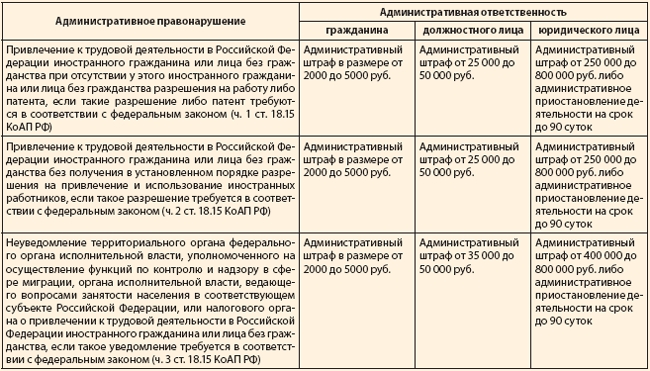 Административное правонарушение
Административная ответственность
гражданина
должностного лица
юридического лица
Привлечение к трудовой деятельности в Российской Фе-
дерации иностранного гражданина или лица без граж-
данства при отсутствии у этого иностранного граждани-
на или лица без гражданства разрешения на работу либо
патента, если такие разрешение либо патент требуют-
ся в соответствии с федеральным законом (ч. 1 ст. 18.15
КоАП РФ)
Административный
штраф в размере от
2000 до 5000 руб.
Административный
штраф от 25 000 до
50 000 руб.
Административный
штраф от 250 000 до
800 000 руб. либо
административное
приостановление де-
ятельности на срок
до 90 суток
Привлечение к трудовой деятельности в Российской Фе-
дерации иностранного гражданина или лица без граж-
данства без получения в установленном порядке разре-
шения на привлечение и использование иностранных
работников, если такое разрешение требуется в соответ-
ствии с федеральным законом (ч. 2 ст. 18.15 КоАП РФ)
Административный
штраф в размере от
2000 до 5000 руб.
Административный
штраф от 25 000 до
50 000 руб.
Административный
штраф от 250 000 до
800 000 руб. либо
административное
приостановление де-
ятельности на срок
до 90 суток
Неуведомление территориального органа федерально-
го органа исполнительной власти, уполномоченного на
осуществление функций по контролю и надзору в сфе-
ре миграции, органа исполнительной власти, ведающе-
го вопросами занятости населения в соответствующем
субъекте Российской Федерации, или налогового орга-
на о привлечении к трудовой деятельности в Российской
Федерации иностранного гражданина или лица без граж-
данства, если такое уведомление требуется в соответст-
вии с федеральным законом (ч. 3 ст. 18.15 КоАП РФ)
Административный
штраф в размере от
2000 до 5000 руб.
Административный
штраф от 35 000 до
50 000 руб.
Административный
штраф от 400 000 до
800 000 руб. либо
административное
приостановление де-
ятельности на срок
до 90 суток